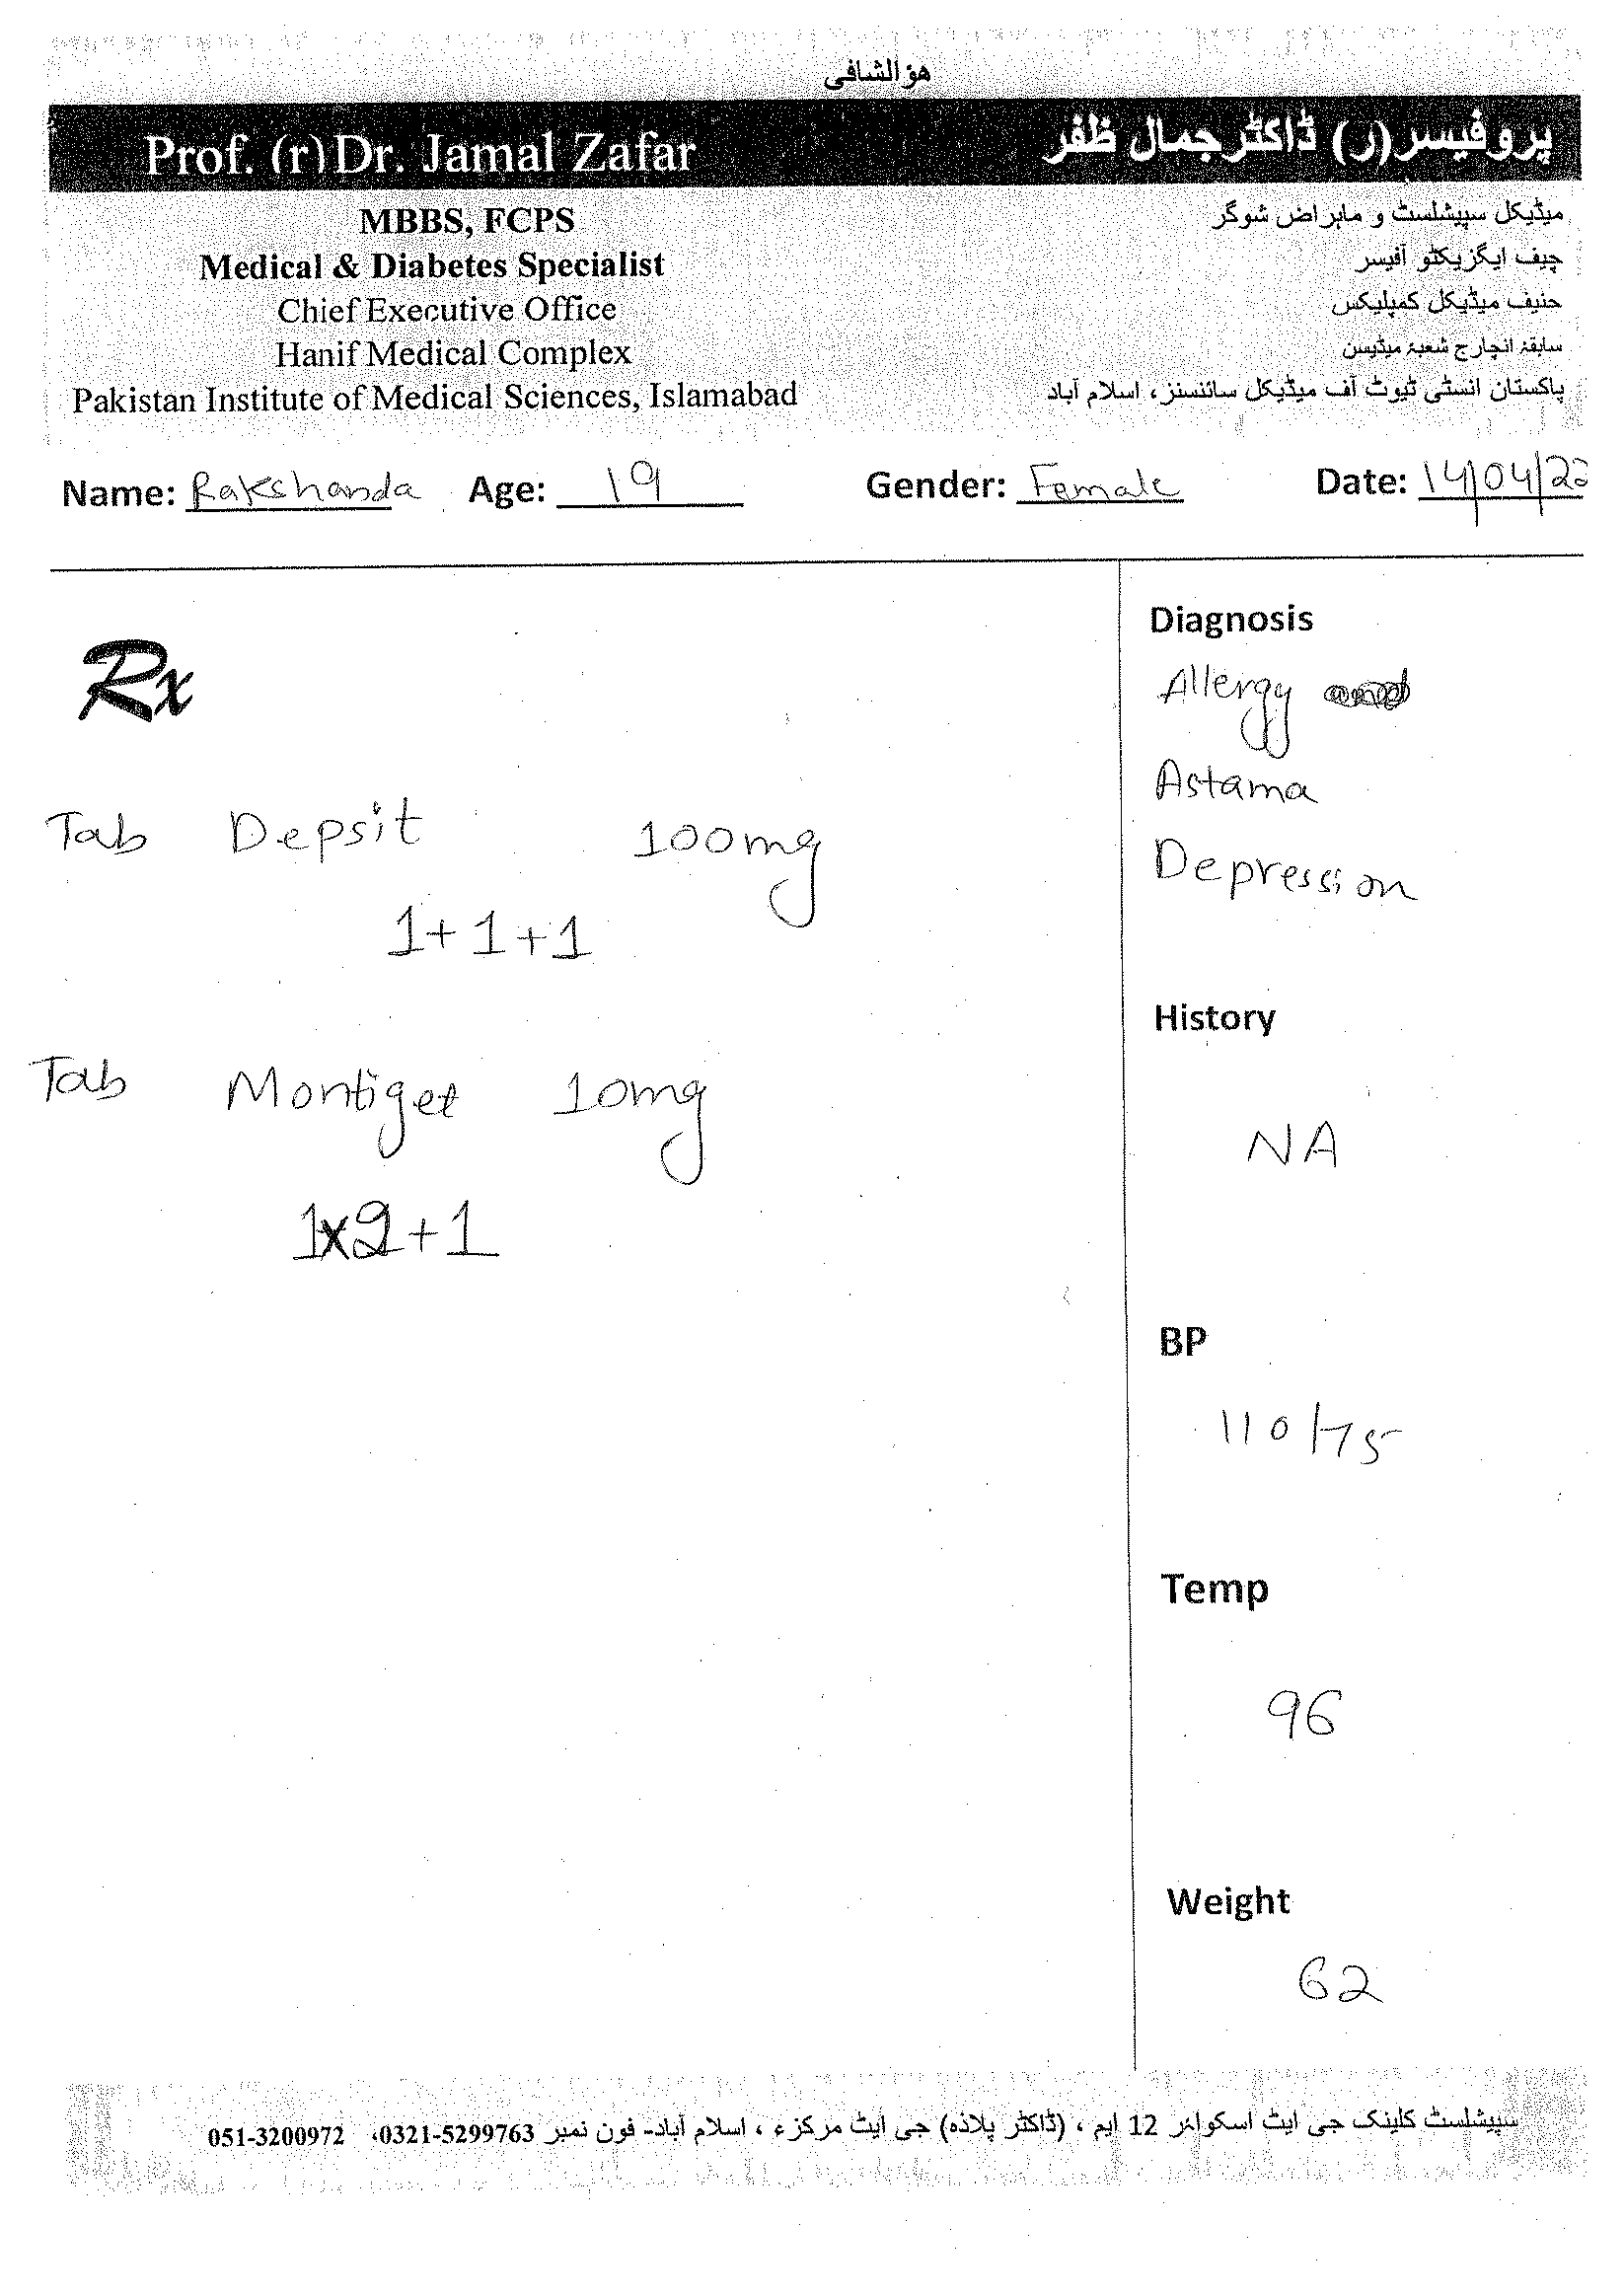 هو الشافی
Prof. (r) Dr. Jamal Zafar
پروفیسر (ر) ڈاکٹر جمال ظفر
MBBS, FCPS
Medical & Diabetes Specialist
Chief Executive Office
Hanif Medical Complex
Pakistan Institute of Medical Sciences, Islamabad
میڈیکل سپیشلسٹ و ماہر اض شوگر
چیف ایگزیکٹو آفیسر
حنیف میڈیکل کمپلیکس
سابقہ انچارج شعبہ میڈیسن
پاکستان انسٹی ٹیوٹ آف میڈیکل سائنسز، اسلام آباد
Name: Rakshanda Age: 19 Gender: Female Date: 14/04/22
Rx
Tab Depsit 100mg
1+1+1
Tab Montiget 10mg
1x2+1
Diagnosis
Allergy
Astama
Depression
History
NA
BP
110/75
Temp
96
Weight
62
سپیشلسٹ کلینک جی ایٹ اسکوائر 12 ایم ، (ڈاکٹر پلاذہ) جی ایٹ مرکزء ، اسلام آباد- فون نمبر 0321-5299763، 051-3200972